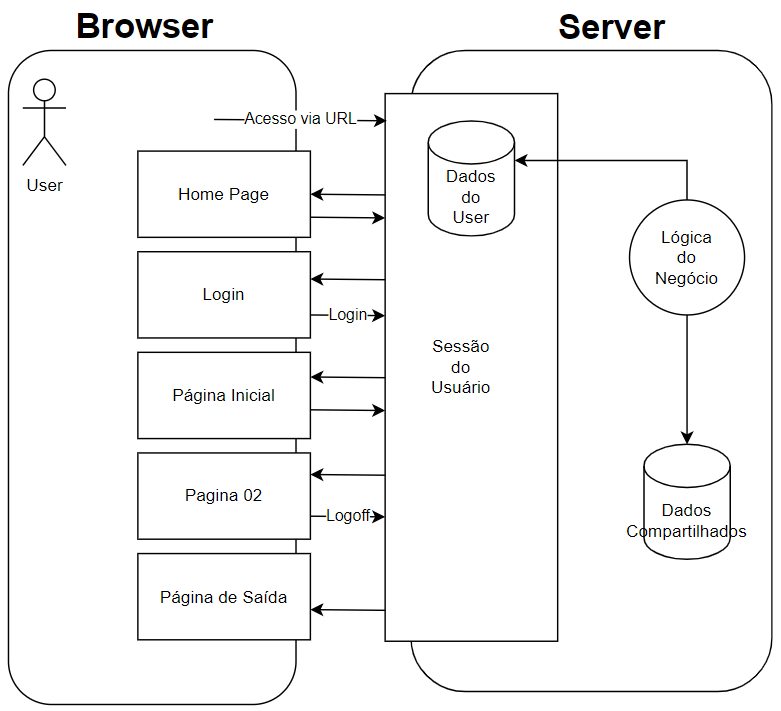 Browser
Server
User
Acesso via URL
Home Page
Login
Login
Página Inicial
Pagina 02
Logoff
Página de Saída
Dados
do
User
Sessão
do
Usuário
Lógica
do
Negócio
Dados
Compartilhados